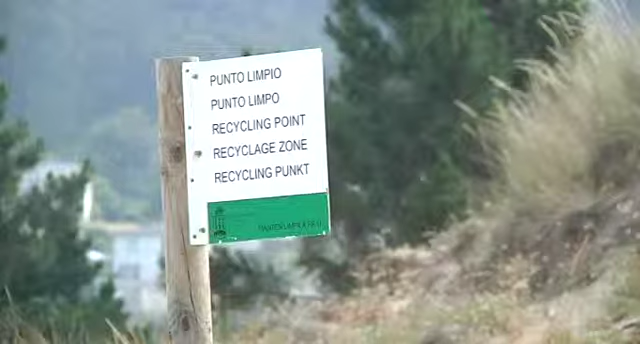 PUNTO LIMPIO
PUNTO LIMPO
RECYCLING POINT
RECYCLAGE ZONE
RECYCLING PUNKT